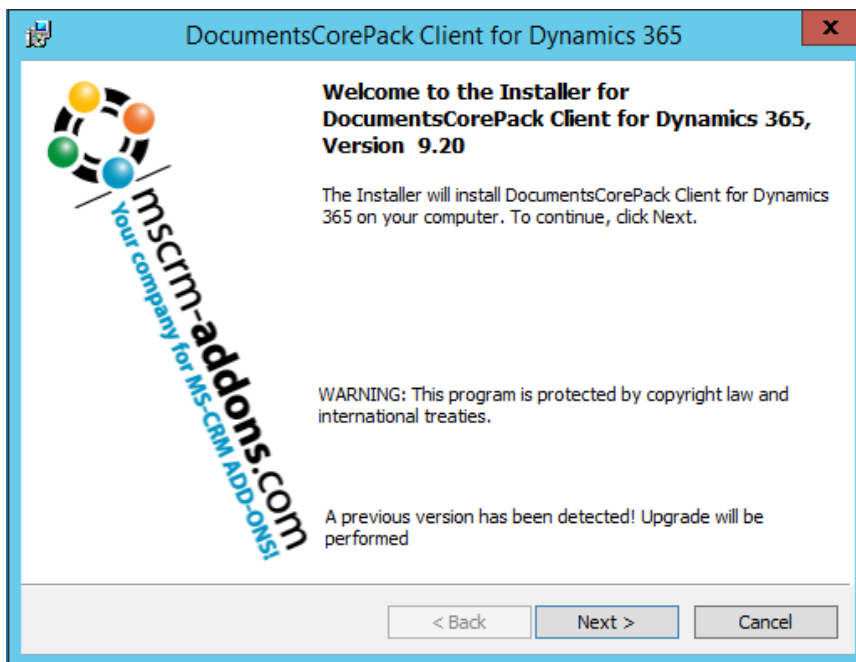 DocumentsCorePack Client for Dynamics 365
x
Welcome to the Installer for
DocumentsCorePack Client for Dynamics 365,
Version 9.20
The Installer will install DocumentsCorePack Client for Dynamics
365 on your computer. To continue, click Next.
mscrm-addons.com
Your company for MS-CRM ADD-ONS!
WARNING: This program is protected by copyright law and
international treaties.
A previous version has been detected! Upgrade will be
performed
< Back
Next >
Cancel